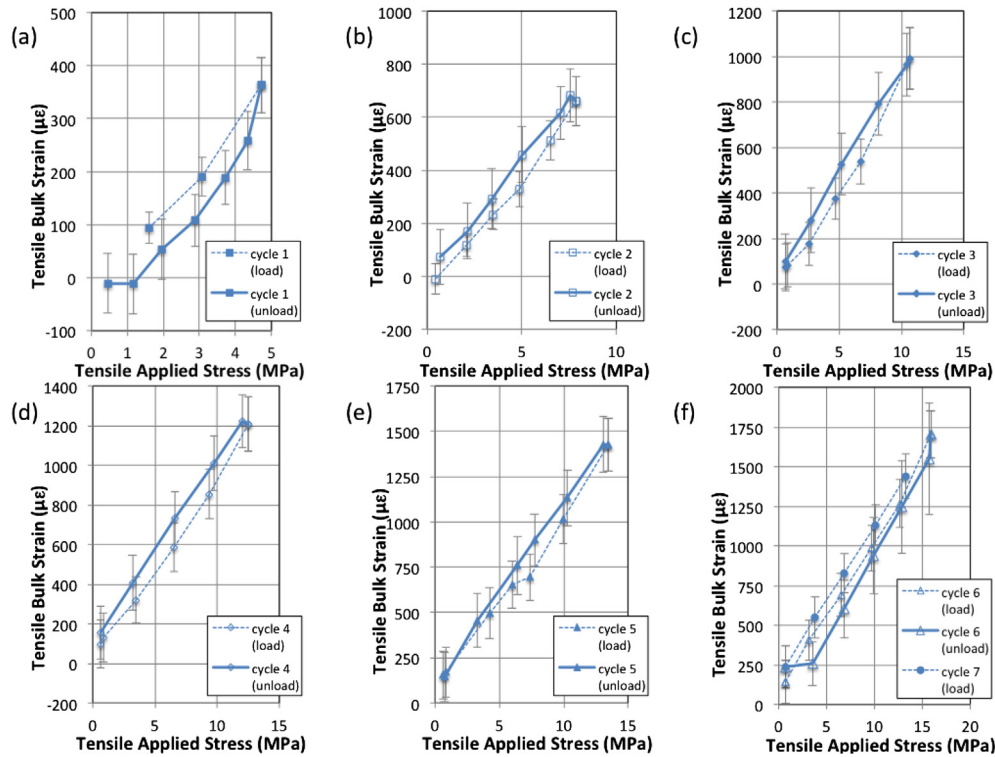 (a)
500
400
300
200
100
0
-100
Tensile Bulk Strain (µε)
0 1 2 3 4 5
Tensile Applied Stress (MPa)
cycle 1
(load)
cycle 1
(unload)
(b)
1000
800
600
400
200
0
-200
Tensile Bulk Strain (µε)
0 5 10
Tensile Applied Stress (MPa)
cycle 2
(load)
cycle 2
(unload)
(c)
1200
1000
800
600
400
200
0
-200
Tensile Bulk Strain (µε)
0 5 10 15
Tensile Applied Stress (MPa)
cycle 3
(load)
cycle 3
(unload)
(d)
1400
1200
1000
800
600
400
200
0
-200
Tensile Bulk Strain (µε)
0 5 10 15
Tensile Applied Stress (MPa)
cycle 4
(load)
cycle 4
(unload)
(e)
1750
1500
1250
1000
750
500
250
0
Tensile Bulk Strain (µε)
0 5 10 15
Tensile Applied Stress (MPa)
cycle 5
(load)
cycle 5
(unload)
(f)
2000
1750
1500
1250
1000
750
500
250
0
Tensile Bulk Strain (µε)
0 5 10 15 20
Tensile Applied Stress (MPa)
cycle 6
(load)
cycle 6
(unload)
cycle 7
(load)